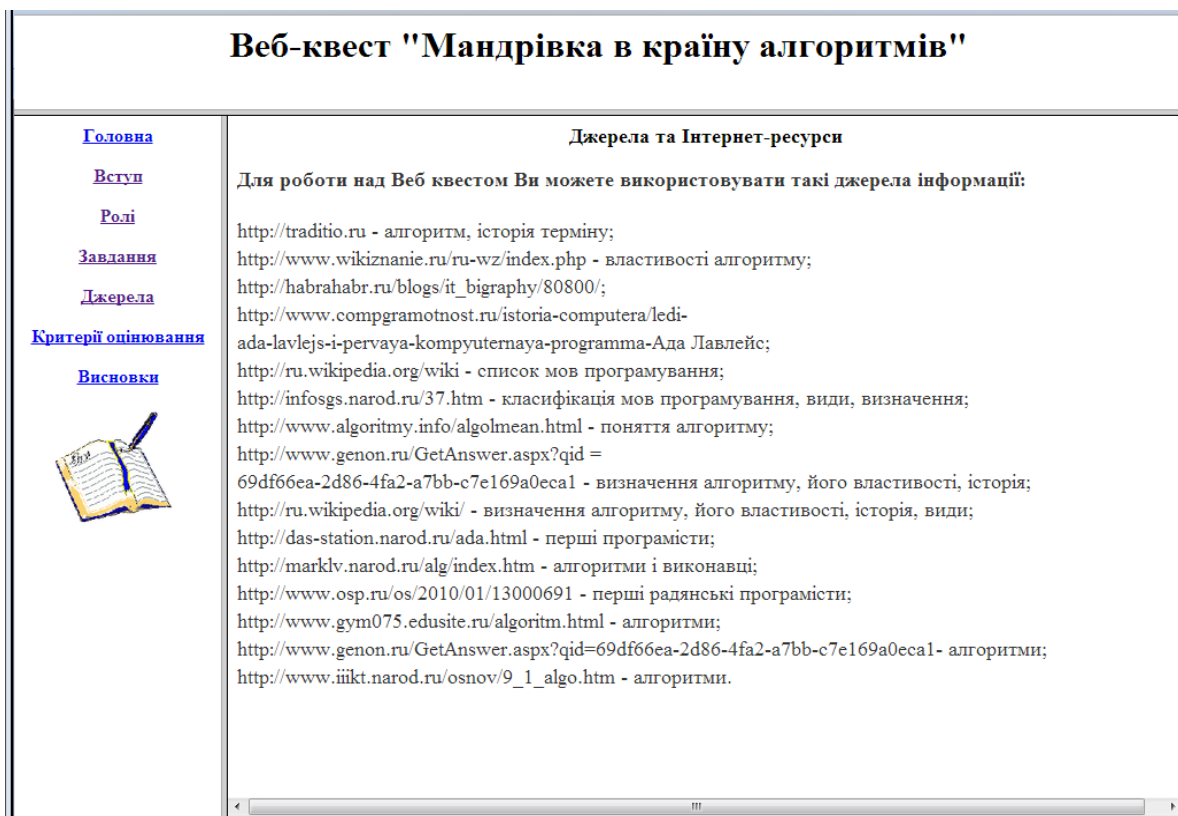 Веб-квест "Мандрівка в країну алгоритмів"
Головна
Вступ
Ролі
Завдання
Джерела
Критерії оцінювання
Висновки
Джерела та Інтернет-ресурси
Для роботи над Веб квестом Ви можете використовувати такі джерела інформації:
http://traditio.ru - алгоритм, історія терміну;
http://www.wikiznanie.ru/ru-wz/index.php - властивості алгоритму;
http://habrahabr.ru/blogs/it_bigraphy/80800/;
http://www.compgramotnost.ru/istoria-computera/ledi-
ada-lavlejs-i-pervaya-kompyuternaya-programma-Ада Лавлейс;
http://ru.wikipedia.org/wiki - список мов програмування;
http://infosgs.narod.ru/37.htm - класифікація мов програмування, види, визначення;
http://www.algoritmy.info/algolmean.html - поняття алгоритму;
http://www.genon.ru/GetAnswer.aspx?qid =
69df66ea-2d86-4fa2-a7bb-c7e169a0eca1 - визначення алгоритму, його властивості, історія;
http://ru.wikipedia.org/wiki/ - визначення алгоритму, його властивості, історія, види;
http://das-station.narod.ru/ada.html - перші програмісти;
http://marklv.narod.ru/alg/index.htm - алгоритми і виконавці;
http://www.osp.ru/os/2010/01/13000691 - перші радянські програмісти;
http://www.gym075.edusite.ru/algoritm.html - алгоритми;
http://www.genon.ru/GetAnswer.aspx?qid=69df66ea-2d86-4fa2-a7bb-c7e169a0eca1- алгоритми;
http://www.iiikt.narod.ru/osnov/9_1_algo.htm - алгоритми.